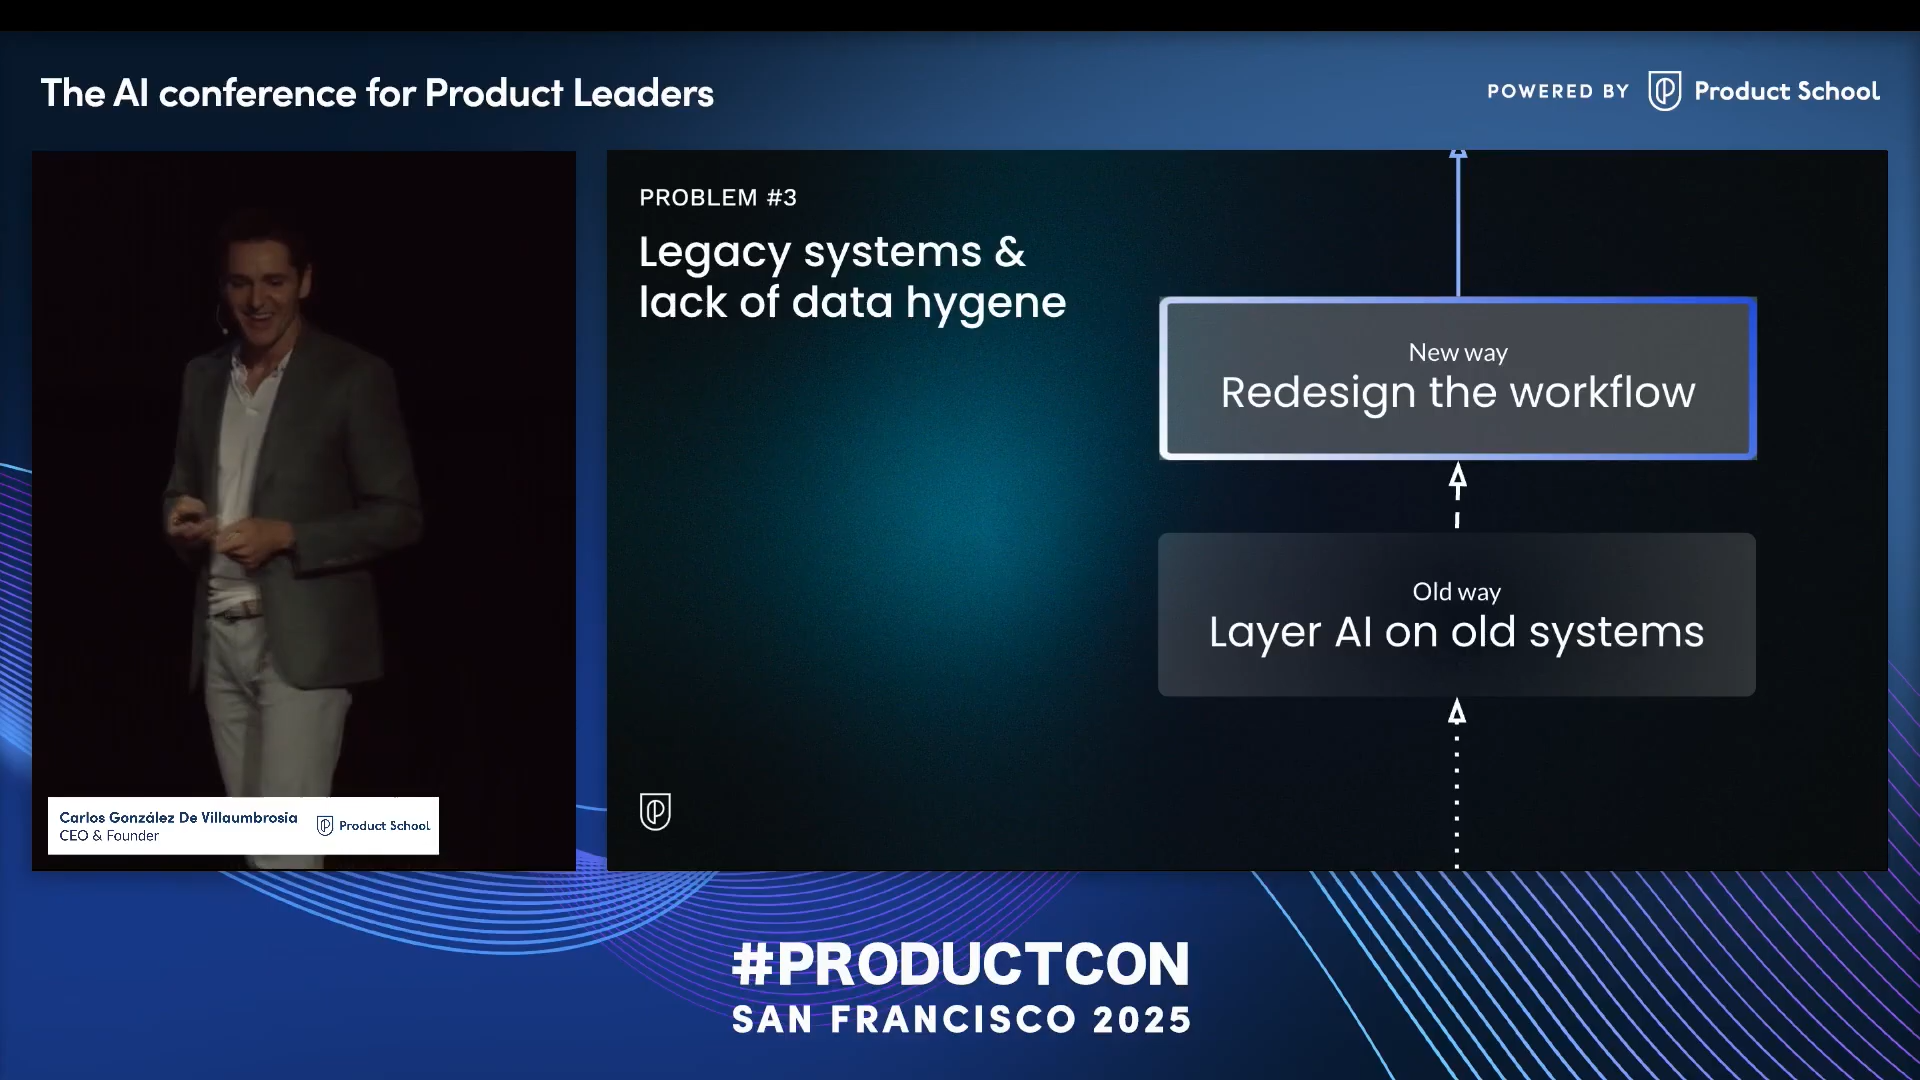 The AI conference for Product Leaders
POWERED BY Product School
PROBLEM #3
Legacy systems &
lack of data hygene
New way
Redesign the workflow
Old way
Layer AI on old systems
Carlos González De Villaumbrosia
CEO & Founder
Product School
#PRODUCTCON
SAN FRANCISCO 2025